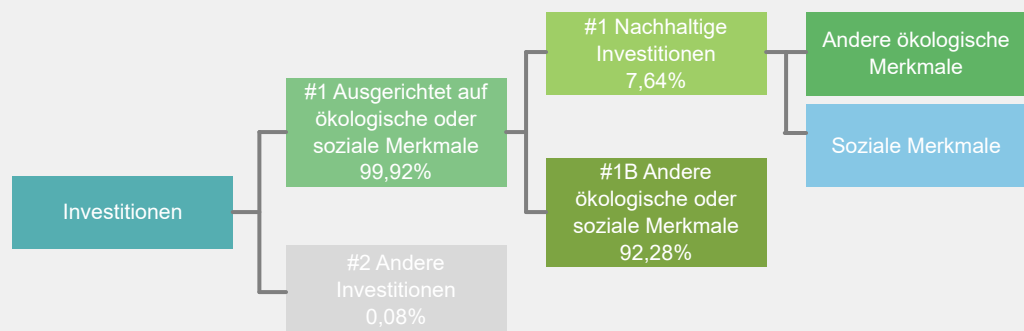 Investitionen
#1 Ausgerichtet auf
ökologische oder
soziale Merkmale
99,92%
#2 Andere
Investitionen
0,08%
#1 Nachhaltige
Investitionen
7,64%
#1B Andere
ökologische oder
soziale Merkmale
92,28%
Andere ökologische
Merkmale
Soziale Merkmale